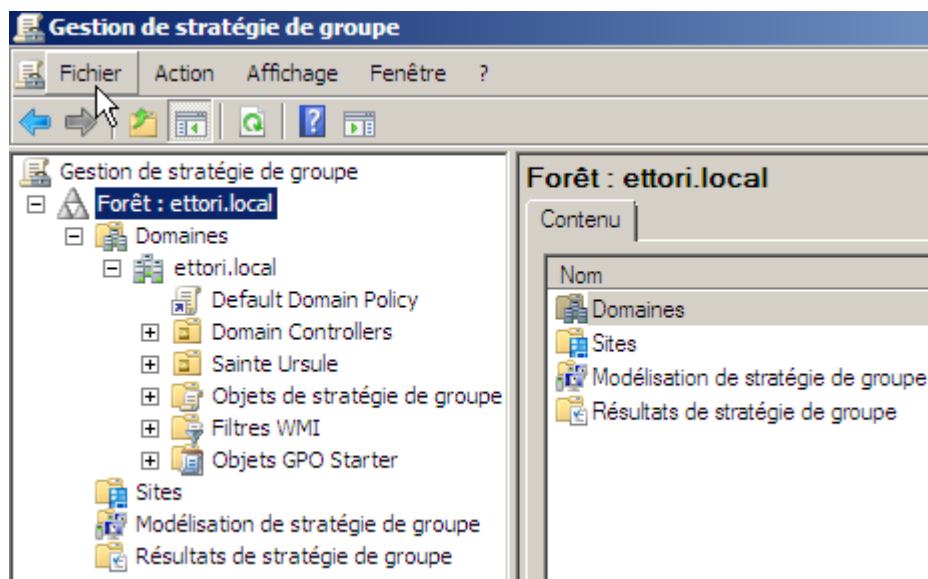 Gestion de stratégie de groupe
Fichier Action Affichage Fenêtre ?
Gestion de stratégie de groupe
Forêt : ettori.local
Domaines
ettori.local
Default Domain Policy
Domain Controllers
Sainte Ursule
Objets de stratégie de groupe
Filtres WMI
Objets GPO Starter
Sites
Modélisation de stratégie de groupe
Résultats de stratégie de groupe
Forêt : ettori.local
Contenu
Nom
Domaines
Sites
Modélisation de stratégie de groupe
Résultats de stratégie de groupe